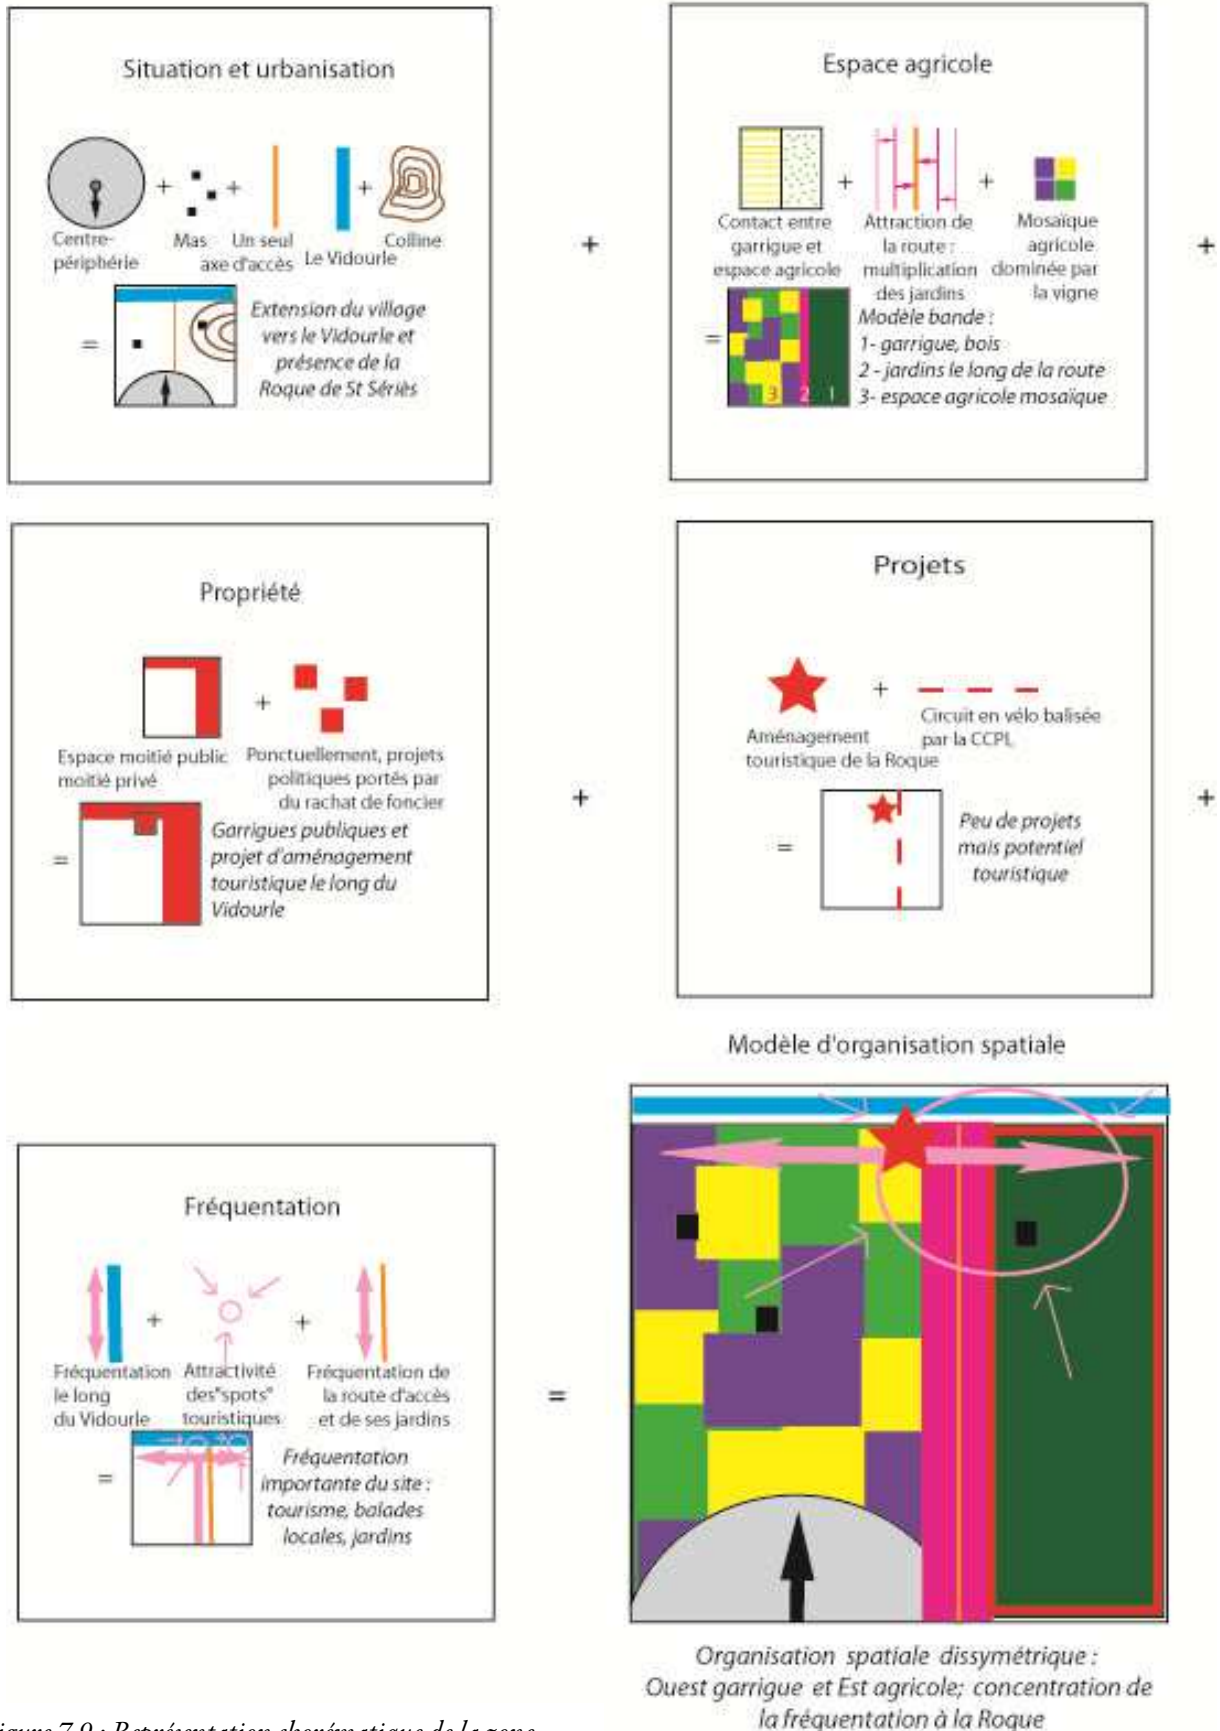 Situation et urbanisation
+
+
+
Centre-
périphérie
Mas
Un seul
axe d'accès
Le Vidourle
Colline
=
Extension du village
vers le Vidourle et
présence de la
Roque de St Sériès
+
Espace agricole
+
+
Contact entre
garrigue et
espace agricole
Attraction de
la route :
multiplication
des jardins
Mosaïque
agricole
dominée par
la vigne
=
3 2 1
Modèle bande :
1- garrigue, bois
2 - jardins le long de la route
3- espace agricole mosaïque
+
Propriété
+
Espace moitié public
moitié privé
Ponctuellement, projets
politiques portés par
du rachat de foncier
=
Garrigues publiques et
projet d'aménagement
touristique le long du
Vidourle
+
Projets
+
Aménagement
touristique de la Roque
Circuit en vélo balisée
par la CCPL
=
Peu de projets
mais potentiel
touristique
+
Fréquentation
+
+
Fréquentation
le long
du Vidourle
Attractivité
des"spots"
touristiques
Fréquentation de
la route d'accès
et de ses jardins
=
Fréquentation
importante du site :
tourisme, balades
locales, jardins
=
Modèle d'organisation spatiale
Organisation spatiale dissymétrique :
Ouest garrigue et Est agricole; concentration de
la fréquentation à la Roque